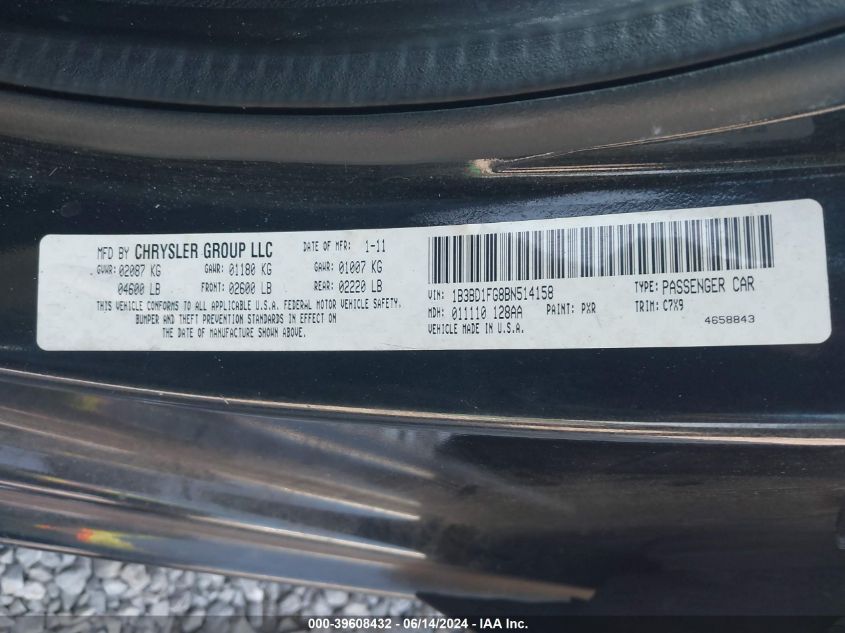 MFD BY CHRYSLER GROUP LLC DATE OF MFR: 1-11
GVWR: 02087 KG GAWR: 01180 KG GAWR: 01007 KG
04600 LB FRONT: 02600 LB REAR: 02220 LB
THIS VEHICLE CONFORMS TO ALL APPLICABLE U.S.A. FEDERAL MOTOR VEHICLE SAFETY,
BUMPER AND THEFT PREVENTION STANDARDS IN EFFECT ON
THE DATE OF MANUFACTURE SHOWN ABOVE.
VIN: 1B3BD1FG8BN514158 TYPE: PASSENGER CAR
MDH: 011110 128AA PAINT: PXR TRIM: C7X9
VEHICLE MADE IN U.S.A. 4658843
000-39608432 - 06/14/2024 - IAA Inc.